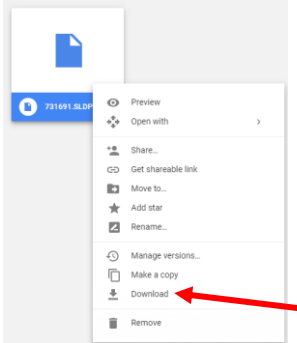 731691.SLDP
Preview
Open with
Share...
Get shareable link
Move to...
Add star
Rename...
Manage versions...
Make a copy
Download
Remove